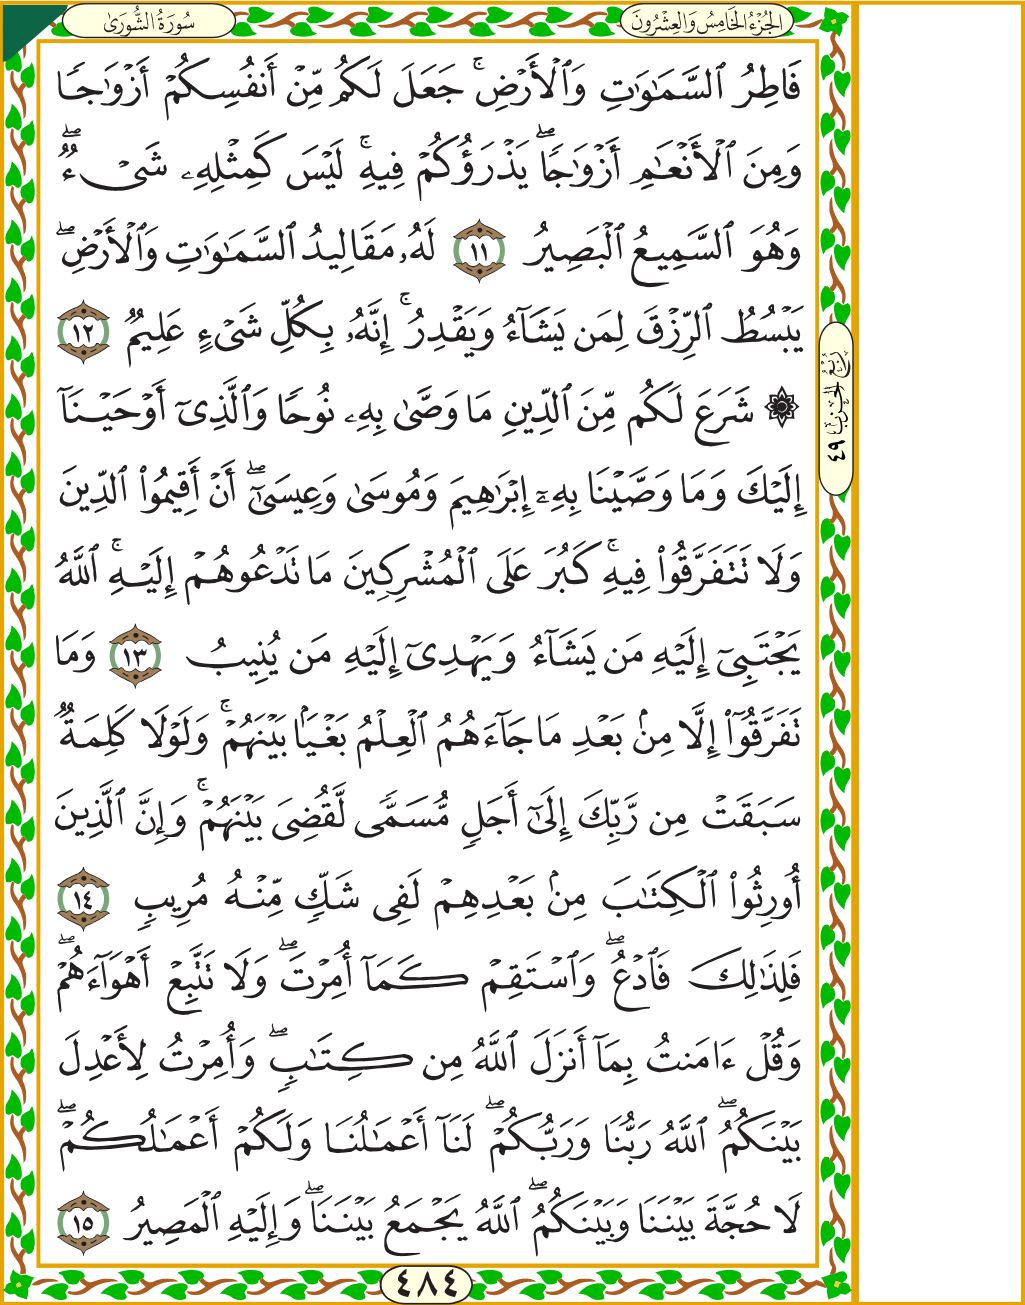 سُورَةُ الشُّورَىٰ
الجُزْءُ الخَامِسُ وَالعِشْرُونَ
فَاطِرُ ٱلسَّمَٰوَٰتِ وَٱلْأَرْضِ ۚ جَعَلَ لَكُم مِّنْ أَنفُسِكُمْ أَزْوَٰجًا
وَمِنَ ٱلْأَنْعَٰمِ أَزْوَٰجًا ۖ يَذْرَؤُكُمْ فِيهِ ۚ لَيْسَ كَمِثْلِهِۦ شَىْءٌ ۖ
وَهُوَ ٱلسَّمِيعُ ٱلْبَصِيرُ ١١ لَهُۥ مَقَالِيدُ ٱلسَّمَٰوَٰتِ وَٱلْأَرْضِ ۖ
يَبْسُطُ ٱلرِّزْقَ لِمَن يَشَآءُ وَيَقْدِرُ ۚ إِنَّهُۥ بِكُلِّ شَىْءٍ عَلِيمٌ ١٢
۞ شَرَعَ لَكُم مِّنَ ٱلدِّينِ مَا وَصَّىٰ بِهِۦ نُوحًا وَٱلَّذِىٓ أَوْحَيْنَآ
إِلَيْكَ وَمَا وَصَّيْنَا بِهِۦٓ إِبْرَٰهِيمَ وَمُوسَىٰ وَعِيسَىٰٓ ۖ أَنْ أَقِيمُوا۟ ٱلدِّينَ
وَلَا تَتَفَرَّقُوا۟ فِيهِ ۚ كَبُرَ عَلَى ٱلْمُشْرِكِينَ مَا تَدْعُوهُمْ إِلَيْهِ ۚ ٱللَّهُ
يَجْتَبِىٓ إِلَيْهِ مَن يَشَآءُ وَيَهْدِىٓ إِلَيْهِ مَن يُنِيبُ ١٣ وَمَا
تَفَرَّقُوٓا۟ إِلَّا مِنۢ بَعْدِ مَا جَآءَهُمُ ٱلْعِلْمُ بَغْيًۢا بَيْنَهُمْ ۚ وَلَوْلَا كَلِمَةٌ
سَبَقَتْ مِن رَّبِّكَ إِلَىٰٓ أَجَلٍ مُّسَمًّى لَّقُضِىَ بَيْنَهُمْ ۚ وَإِنَّ ٱلَّذِينَ
أُورِثُوا۟ ٱلْكِتَٰبَ مِنۢ بَعْدِهِمْ لَفِى شَكٍّ مِّنْهُ مُرِيبٍ ١٤
فَلِذَٰلِكَ فَٱدْعُ ۖ وَٱسْتَقِمْ كَمَآ أُمِرْتَ ۖ وَلَا تَتَّبِعْ أَهْوَآءَهُمْ ۖ
وَقُلْ ءَامَنتُ بِمَآ أَنزَلَ ٱللَّهُ مِن كِتَٰبٍ ۖ وَأُمِرْتُ لِأَعْدِلَ
بَيْنَكُمُ ۖ ٱللَّهُ رَبُّنَا وَرَبُّكُمْ ۖ لَنَآ أَعْمَٰلُنَا وَلَكُمْ أَعْمَٰلُكُمْ ۖ
لَا حُجَّةَ بَيْنَنَا وَبَيْنَكُمُ ۖ ٱللَّهُ يَجْمَعُ بَيْنَنَا ۖ وَإِلَيْهِ ٱلْمَصِيرُ ١٥
رُبْعُ الحِزْبِ ٤٩
٤٨٤